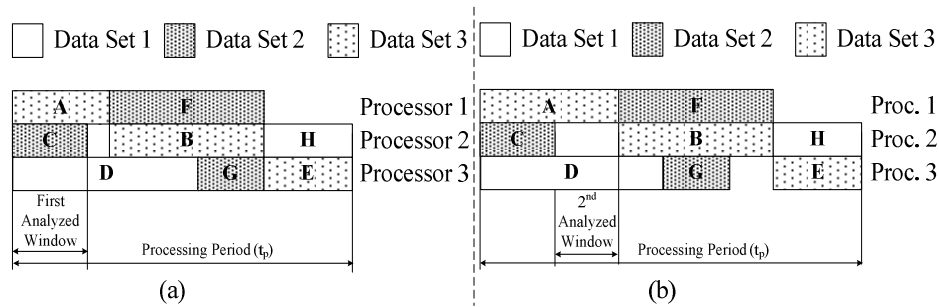 Data Set 1 Data Set 2 Data Set 3
A F Processor 1
C B H Processor 2
D G E Processor 3
First
Analyzed
Window
Processing Period (tp)
(a)
Data Set 1 Data Set 2 Data Set 3
A F Proc. 1
C B H Proc. 2
D G E Proc. 3
2nd
Analyzed
Window
Processing Period (tp)
(b)